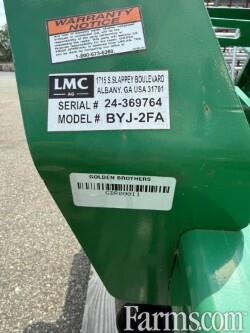 WARRANTY
NOTICE
1-800-673-6265
LMC
AG
1715 S.SLAPPEY BOULEVARD
ALBANY, GA USA 31701
SERIAL # 24-369764
MODEL # BYJ-2FA
GOLDEN BROTHERS
Farms.com®